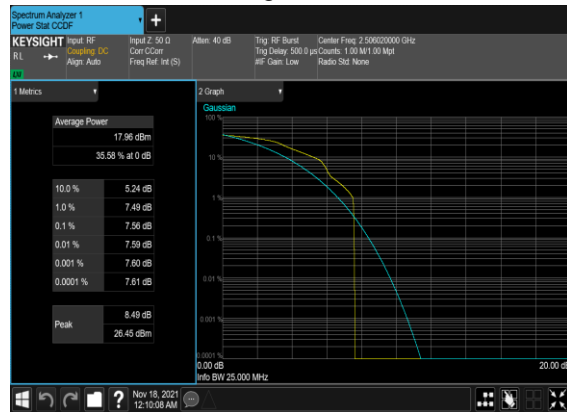 Spectrum Analyzer 1
Power Stat CCDF
KEYSIGHT
Input: RF
Coupling: DC
Align: Auto
Input Z: 50 Ω
Corr CCorr
Freq Ref: Int (S)
Atten: 40 dB
Trig: RF Burst
Trig Delay: 500.0 µs
#IF Gain: Low
Center Freq: 2.506020000 GHz
Counts: 1.00 M/1.00 Mpt
Radio Std: None
R L
LW
1 Metrics
Average Power
17.96 dBm
35.58 % at 0 dB
10.0 % 5.24 dB
1.0 % 7.49 dB
0.1 % 7.56 dB
0.01 % 7.59 dB
0.001 % 7.60 dB
0.0001 % 7.61 dB
Peak
8.49 dB
26.45 dBm
2 Graph
Gaussian
100 %
10 %
1 %
0.1 %
0.01 %
0.001 %
0.0001 %
0.00 dB
20.00 dB
Info BW 25.000 MHz
Nov 18, 2021
12:10:08 AM